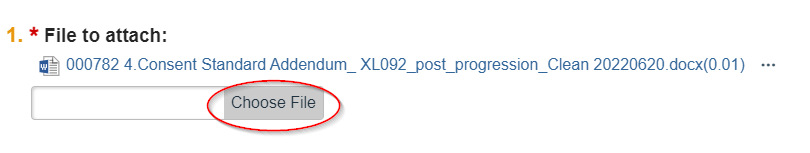 1. * File to attach:
000782 4.Consent Standard Addendum_ XL092_post_progression_Clean 20220620.docx(0.01) ...
Choose File